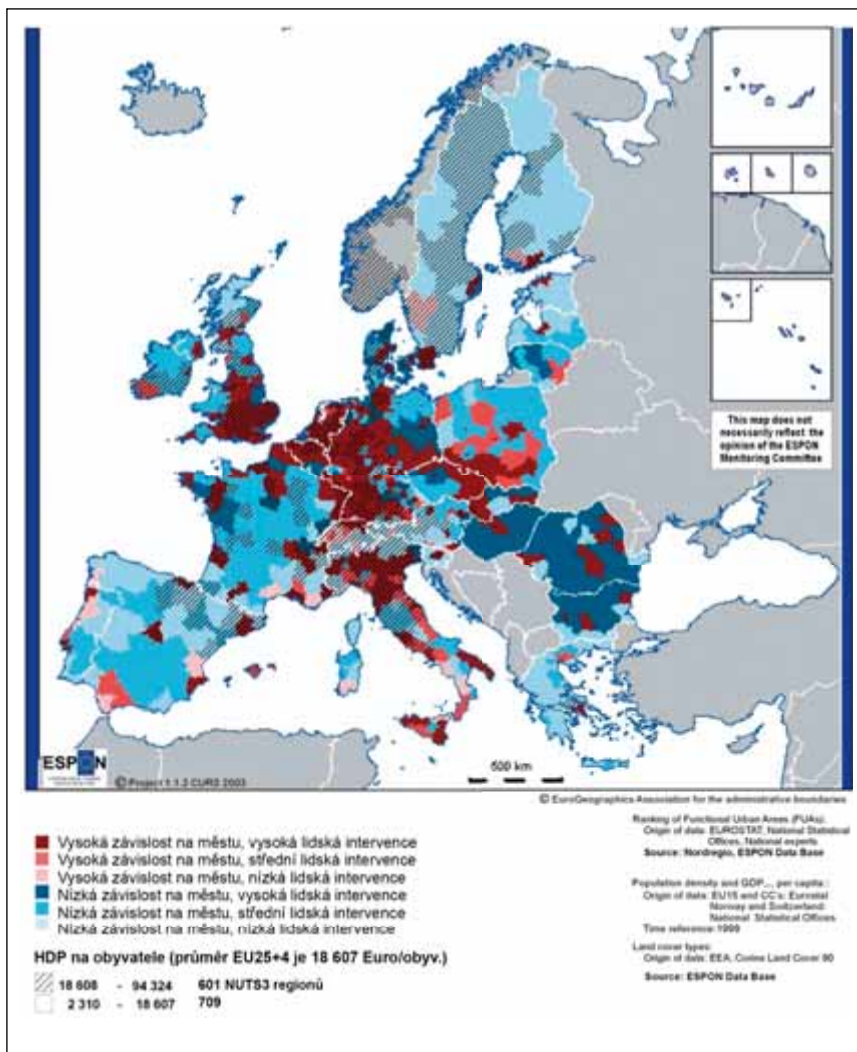 This map does not
necessarily reflect the
opinion of the ESPON
Monitoring Committee
ESPON
500 km
© Project 1.1.2 CURS 2003
© EuroGeographics Association for the administrative boundaries
Vysoká závislost na městu, vysoká lidská intervence
Vysoká závislost na městu, střední lidská intervence
Vysoká závislost na městu, nízká lidská intervence
Nízká závislost na městu, vysoká lidská intervence
Nízká závislost na městu, střední lidská intervence
Nízká závislost na městu, nízká lidská intervence
HDP na obyvatele (průměr EU25+4 je 18 607 Euro/obyv.)
18 608 - 94 324 601 NUTS3 regionů
2 310 - 18 607 709
Ranking of Functional Urban Areas (FUAs):
Origin of data: EUROSTAT, National Statistical
Offices, National experts
Source: Nordregio, ESPON Data Base
Population density and GDP..., per capita :
Origin of data: EU15 and CC's: Eurostat
Norway and Switzerland:
National Statistical Offices
Time reference: 1999
Land cover types:
Origin of data: EEA, Corine Land Cover 90
Source: ESPON Data Base